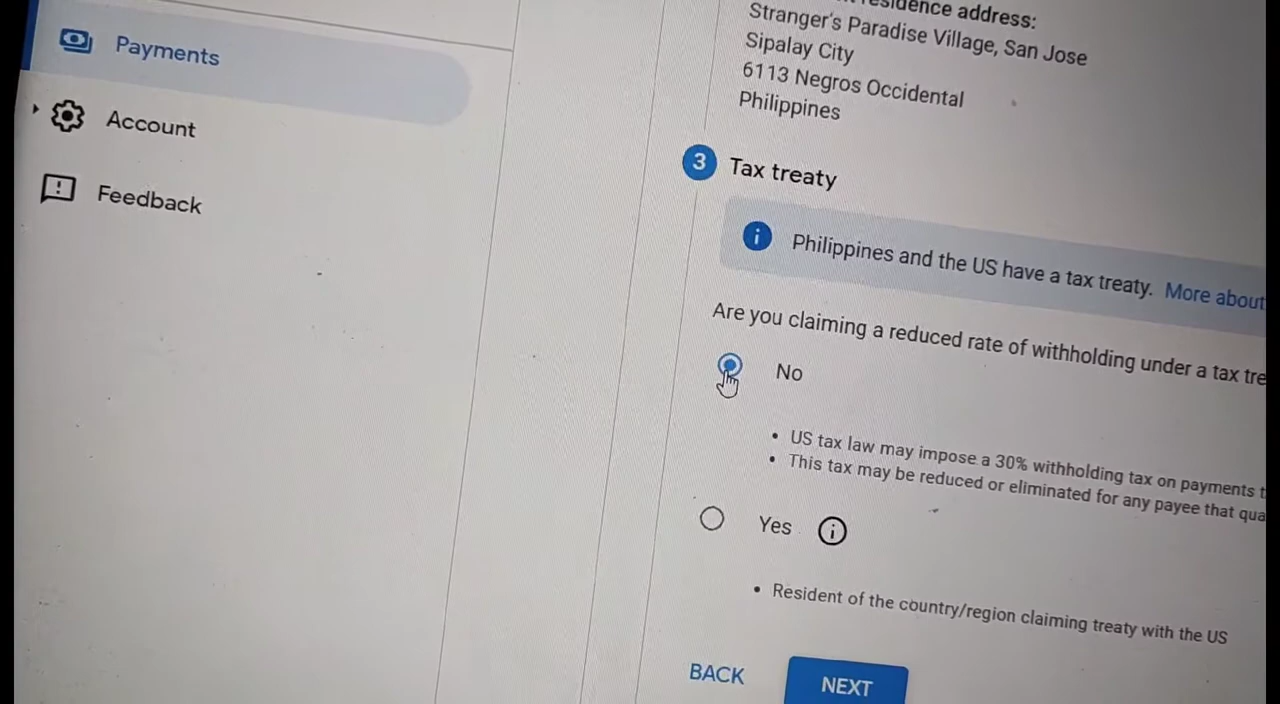 Payments
Account
Feedback
residence address:
Stranger's Paradise Village, San Jose
Sipalay City
6113 Negros Occidental
Philippines
3 Tax treaty
Philippines and the US have a tax treaty. More about
Are you claiming a reduced rate of withholding under a tax tre
No
• US tax law may impose a 30% withholding tax on payments t
• This tax may be reduced or eliminated for any payee that qua
Yes
• Resident of the country/region claiming treaty with the US
BACK
NEXT